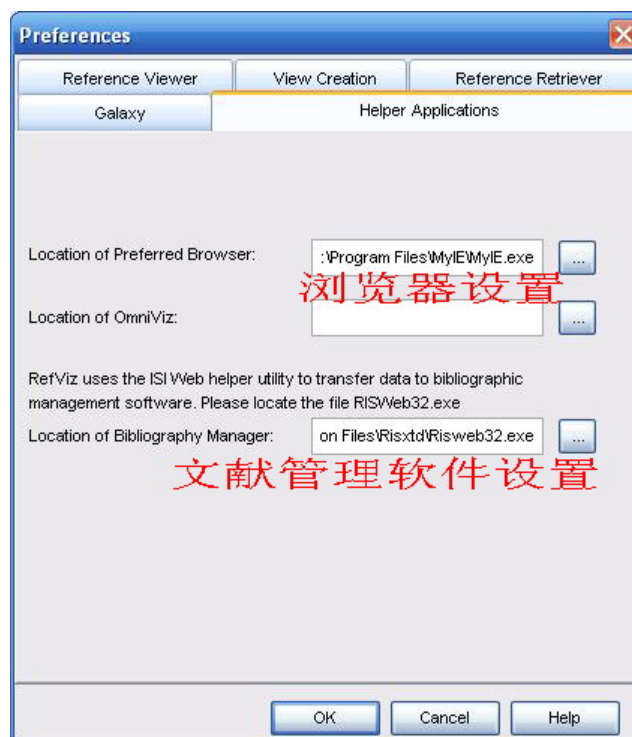 Preferences
Reference Viewer View Creation Reference Retriever
Galaxy Helper Applications
Location of Preferred Browser: :\Program Files\MyIE\MyIE.exe ...
浏览器设置
Location of OmniViz: ...
RefViz uses the ISI Web helper utility to transfer data to bibliographic
management software. Please locate the file RISWeb32.exe
Location of Bibliography Manager: on Files\Risxtd\Risweb32.exe ...
文献管理软件设置
OK Cancel Help